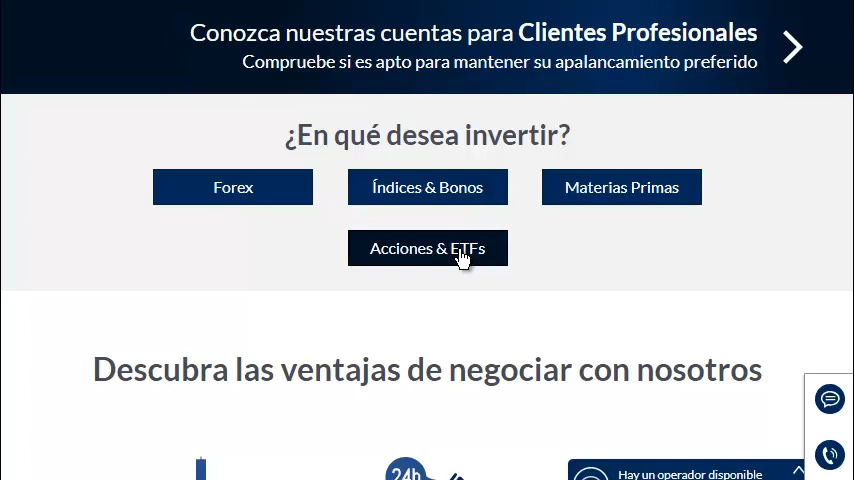 Conozca nuestras cuentas para Clientes Profesionales
Compruebe si es apto para mantener su apalancamiento preferido
¿En qué desea invertir?
Forex
Índices & Bonos
Materias Primas
Acciones & ETFs
Descubra las ventajas de negociar con nosotros
24h
Hay un operador disponible